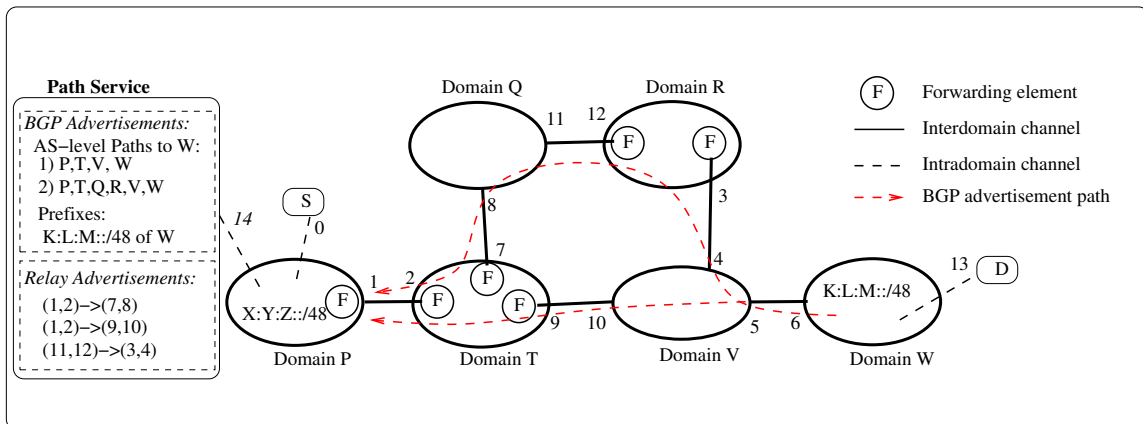 Path Service
BGP Advertisements:
AS-level Paths to W:
1) P,T,V, W
2) P,T,Q,R,V,W
Prefixes:
K:L:M::/48 of W
Relay Advertisements:
(1,2)−>(7,8)
(1,2)−>(9,10)
(11,12)−>(3,4)
14
S
0
X:Y:Z::/48
F
Domain P
1
2
F
F
F
7
9
Domain T
8
Domain Q
11
12
Domain R
F
F
3
4
10
5
Domain V
6
K:L:M::/48
Domain W
13
D
F
Forwarding element
Interdomain channel
Intradomain channel
BGP advertisement path